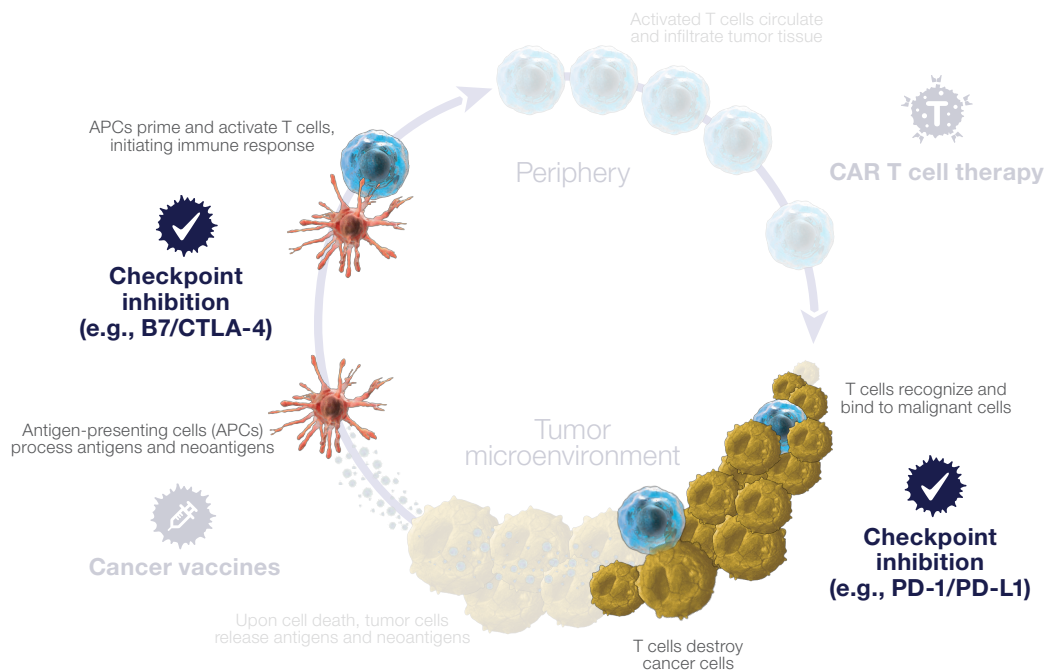 Activated T cells circulate
and infiltrate tumor tissue
APCs prime and activate T cells,
initiating immune response
T
CAR T cell therapy
Periphery
Checkpoint
inhibition
(e.g., B7/CTLA-4)
T cells recognize and
bind to malignant cells
Antigen-presenting cells (APCs)
process antigens and neoantigens
Tumor
microenvironment
Checkpoint
inhibition
(e.g., PD-1/PD-L1)
Cancer vaccines
Upon cell death, tumor cells
release antigens and neoantigens
T cells destroy
cancer cells